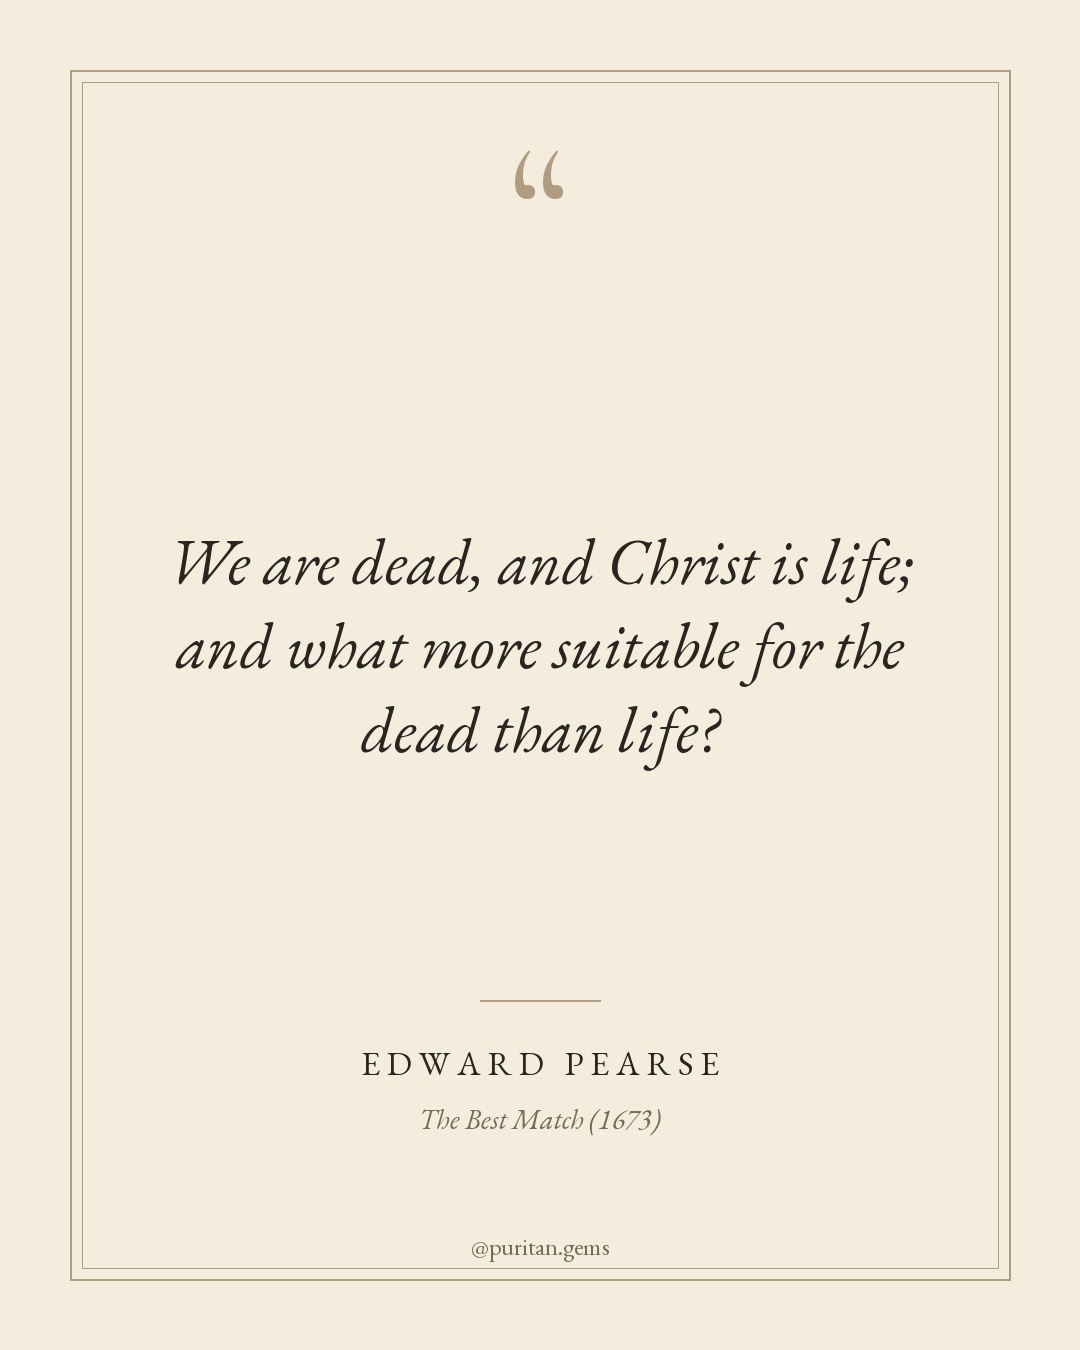 “
We are dead, and Christ is life;
and what more suitable for the
dead than life?
EDWARD PEARSE
The Best Match (1673)
@puritan.gems